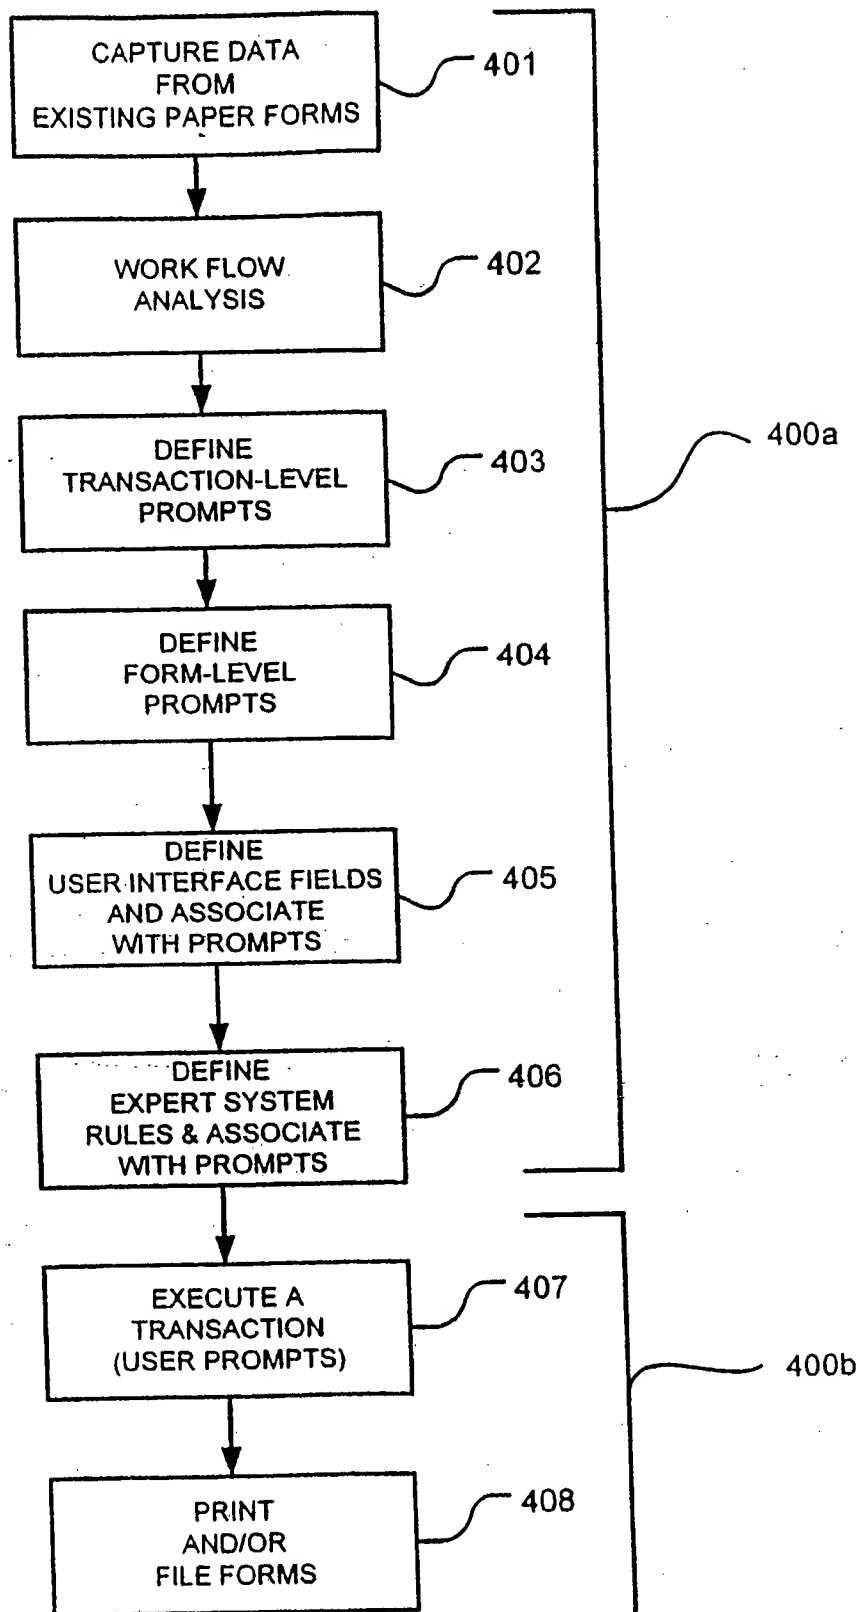 CAPTURE DATA
FROM
EXISTING PAPER FORMS
401
WORK FLOW
ANALYSIS
402
DEFINE
TRANSACTION-LEVEL
PROMPTS
403
400a
DEFINE
FORM-LEVEL
PROMPTS
404
DEFINE
USER INTERFACE FIELDS
AND ASSOCIATE
WITH PROMPTS
405
DEFINE
EXPERT SYSTEM
RULES & ASSOCIATE
WITH PROMPTS
406
EXECUTE A
TRANSACTION
(USER PROMPTS)
407
400b
PRINT
AND/OR
FILE FORMS
408